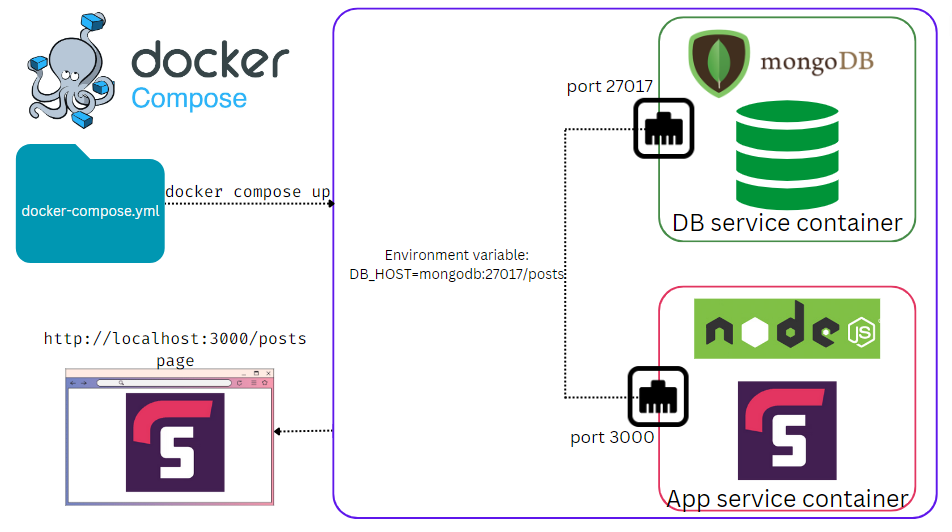 docker
Compose
docker-compose.yml
docker compose up
http://localhost:3000/posts
page
S
port 27017
mongoDB
DB service container
Environment variable:
DB_HOST=mongodb:27017/posts
node
JS
port 3000
S
App service container